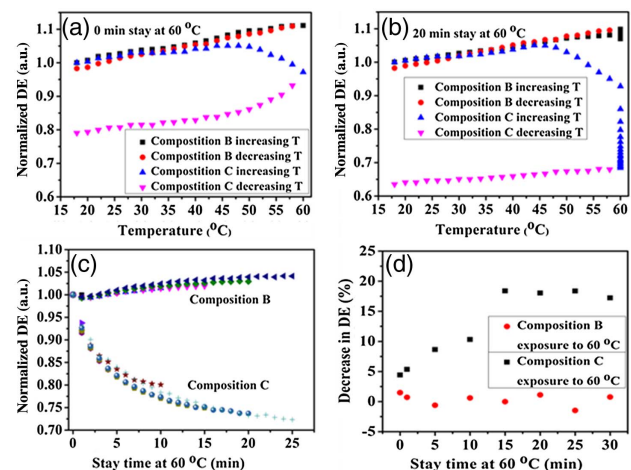 (a) 0 min stay at 60 °C
Normalized DE (a.u.)
1.1
1.0
0.9
0.8
0.7
0.6
Compostition B increasing T
Compostition B decreasing T
Compostition C increasing T
Compostition C decreasing T
15 20 25 30 35 40 45 50 55 60
Temperature (°C)
(b) 20 min stay at 60 °C
Normalized DE (a.u.)
1.1
1.0
0.9
0.8
0.7
0.6
Composition B increasing T
Composition B decreasing T
Composition C increasing T
Composition C decreasing T
15 20 25 30 35 40 45 50 55 60
Temperature (°C)
(c)
Normalized DE (a.u.)
1.10
1.05
1.00
0.95
0.90
0.85
0.80
0.75
0.70
Composition B
Composition C
0 5 10 15 20 25
Stay time at 60 °C (min)
(d)
Decrease in DE (%)
25
20
15
10
5
0
-5
Composition B
exposure to 60 °C
Composition C
exposure to 60 °C
0 5 10 15 20 25 30
Stay time at 60 °C (min)